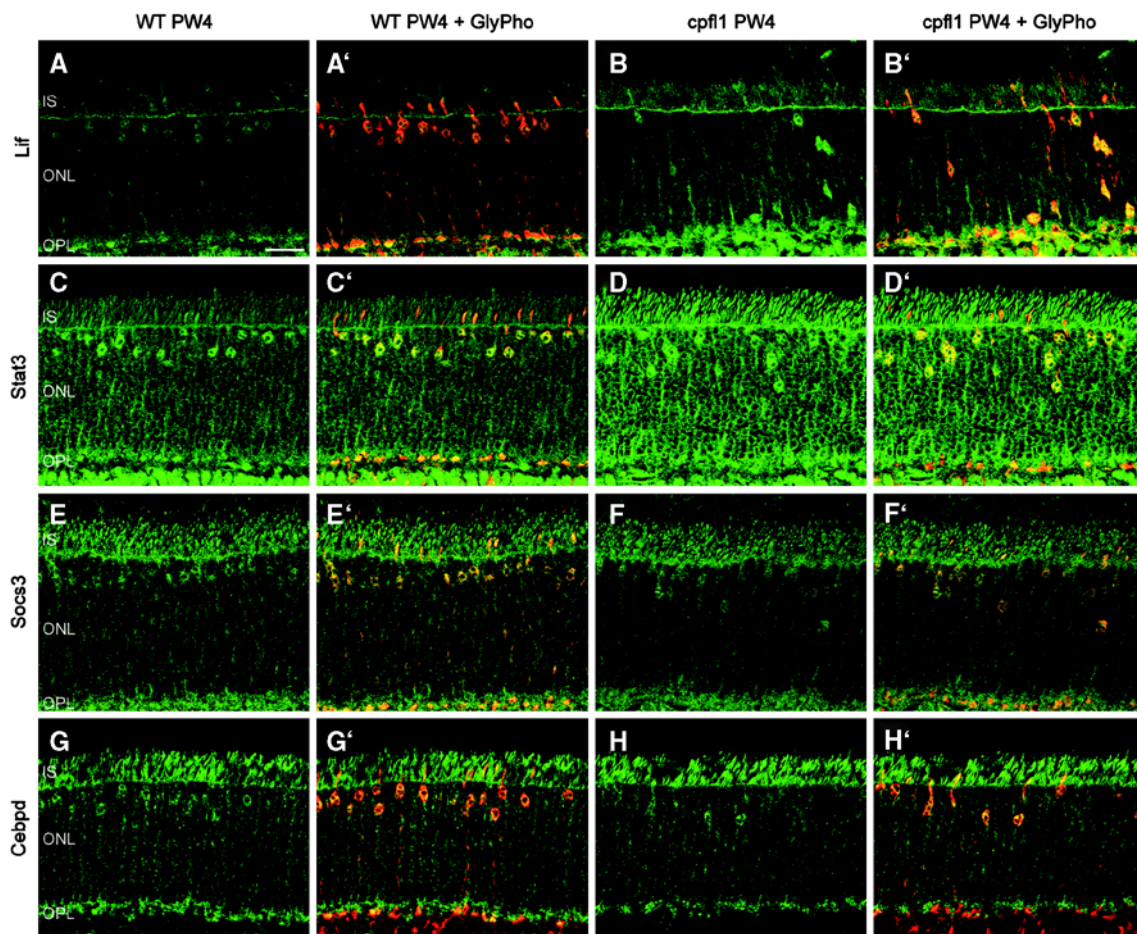 WT PW4 WT PW4 + GlyPho cpfl1 PW4 cpfl1 PW4 + GlyPho
Lif
A A‘ B B‘
IS
ONL
OPL
Stat3
C C‘ D D‘
IS
ONL
OPL
Socs3
E E‘ F F‘
IS
ONL
OPL
Cebpd
G G‘ H H‘
IS
ONL
OPL